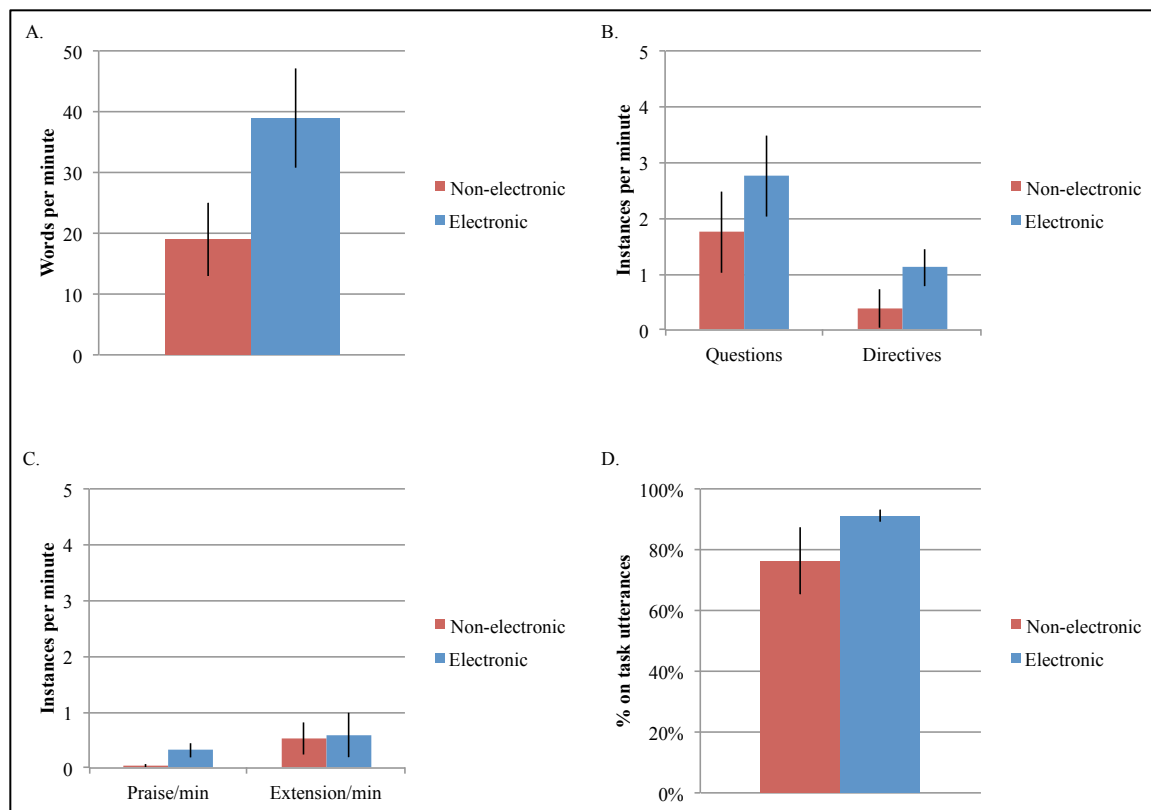 A.
Words per minute
50
40
30
20
10
0
Non-electronic
Electronic
B.
Instances per minute
5
4
3
2
1
0
Questions
Directives
Non-electronic
Electronic
C.
Instances per minute
5
4
3
2
1
0
Praise/min
Extension/min
Non-electronic
Electronic
D.
% on task utterances
100%
80%
60%
40%
20%
0%
Non-electronic
Electronic